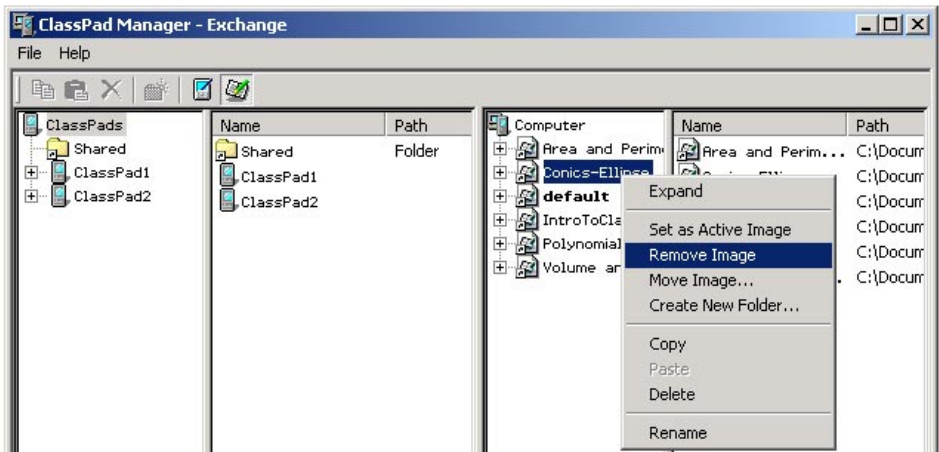 ClassPad Manager - Exchange
File Help
ClassPads
Shared
ClassPad1
ClassPad2
Name Path
Shared Folder
ClassPad1
ClassPad2
Computer
Area and Perim
Conics-Ellipse
default
IntroToCla
Polynomial
Volume an
Name Path
Area and Perim... C:\Docum
C:\Docum
C:\Docum
C:\Docum
C:\Docum
. C:\Docum
Expand
Set as Active Image
Remove Image
Move Image...
Create New Folder...
Copy
Paste
Delete
Rename